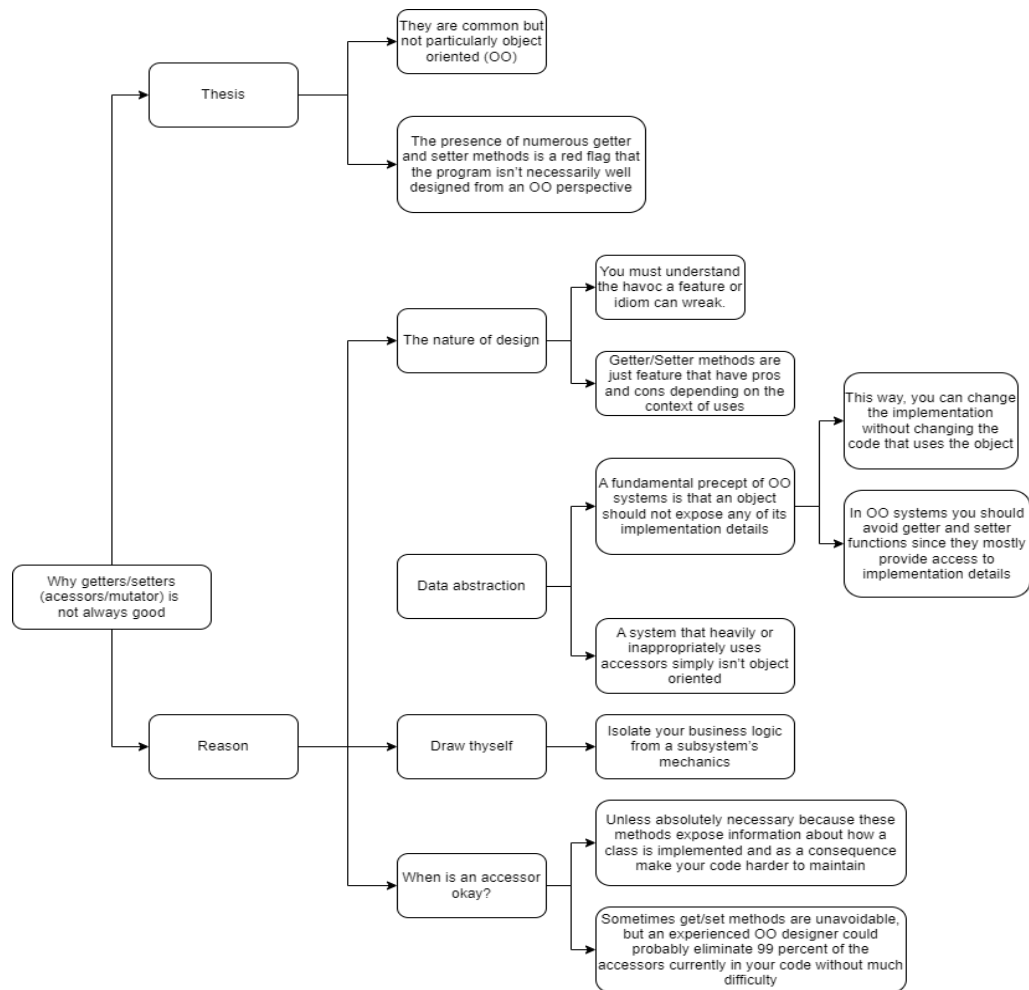 They are common but
not particularly object
oriented (OO)
Thesis
The presence of numerous getter
and setter methods is a red flag that
the program isn't necessarily well
designed from an OO perspective
You must understand
the havoc a feature or
idiom can wreak.
The nature of design
Getter/Setter methods are
just feature that have pros
and cons depending on the
context of uses
This way, you can change
the implementation
without changing the
code that uses the object
A fundamental precept of OO
systems is that an object
should not expose any of its
implementation details
In OO systems you should
avoid getter and setter
functions since they mostly
provide access to
implementation details
Why getters/setters
(acessors/mutator) is
not always good
Data abstraction
A system that heavily or
inappropriately uses
accessors simply isn't object
oriented
Reason
Draw thyself
Isolate your business logic
from a subsystem's
mechanics
Unless absolutely necessary because these
methods expose information about how a
class is implemented and as a consequence
make your code harder to maintain
When is an accessor
okay?
Sometimes get/set methods are unavoidable,
but an experienced OO designer could
probably eliminate 99 percent of the
accessors currently in your code without much
difficulty